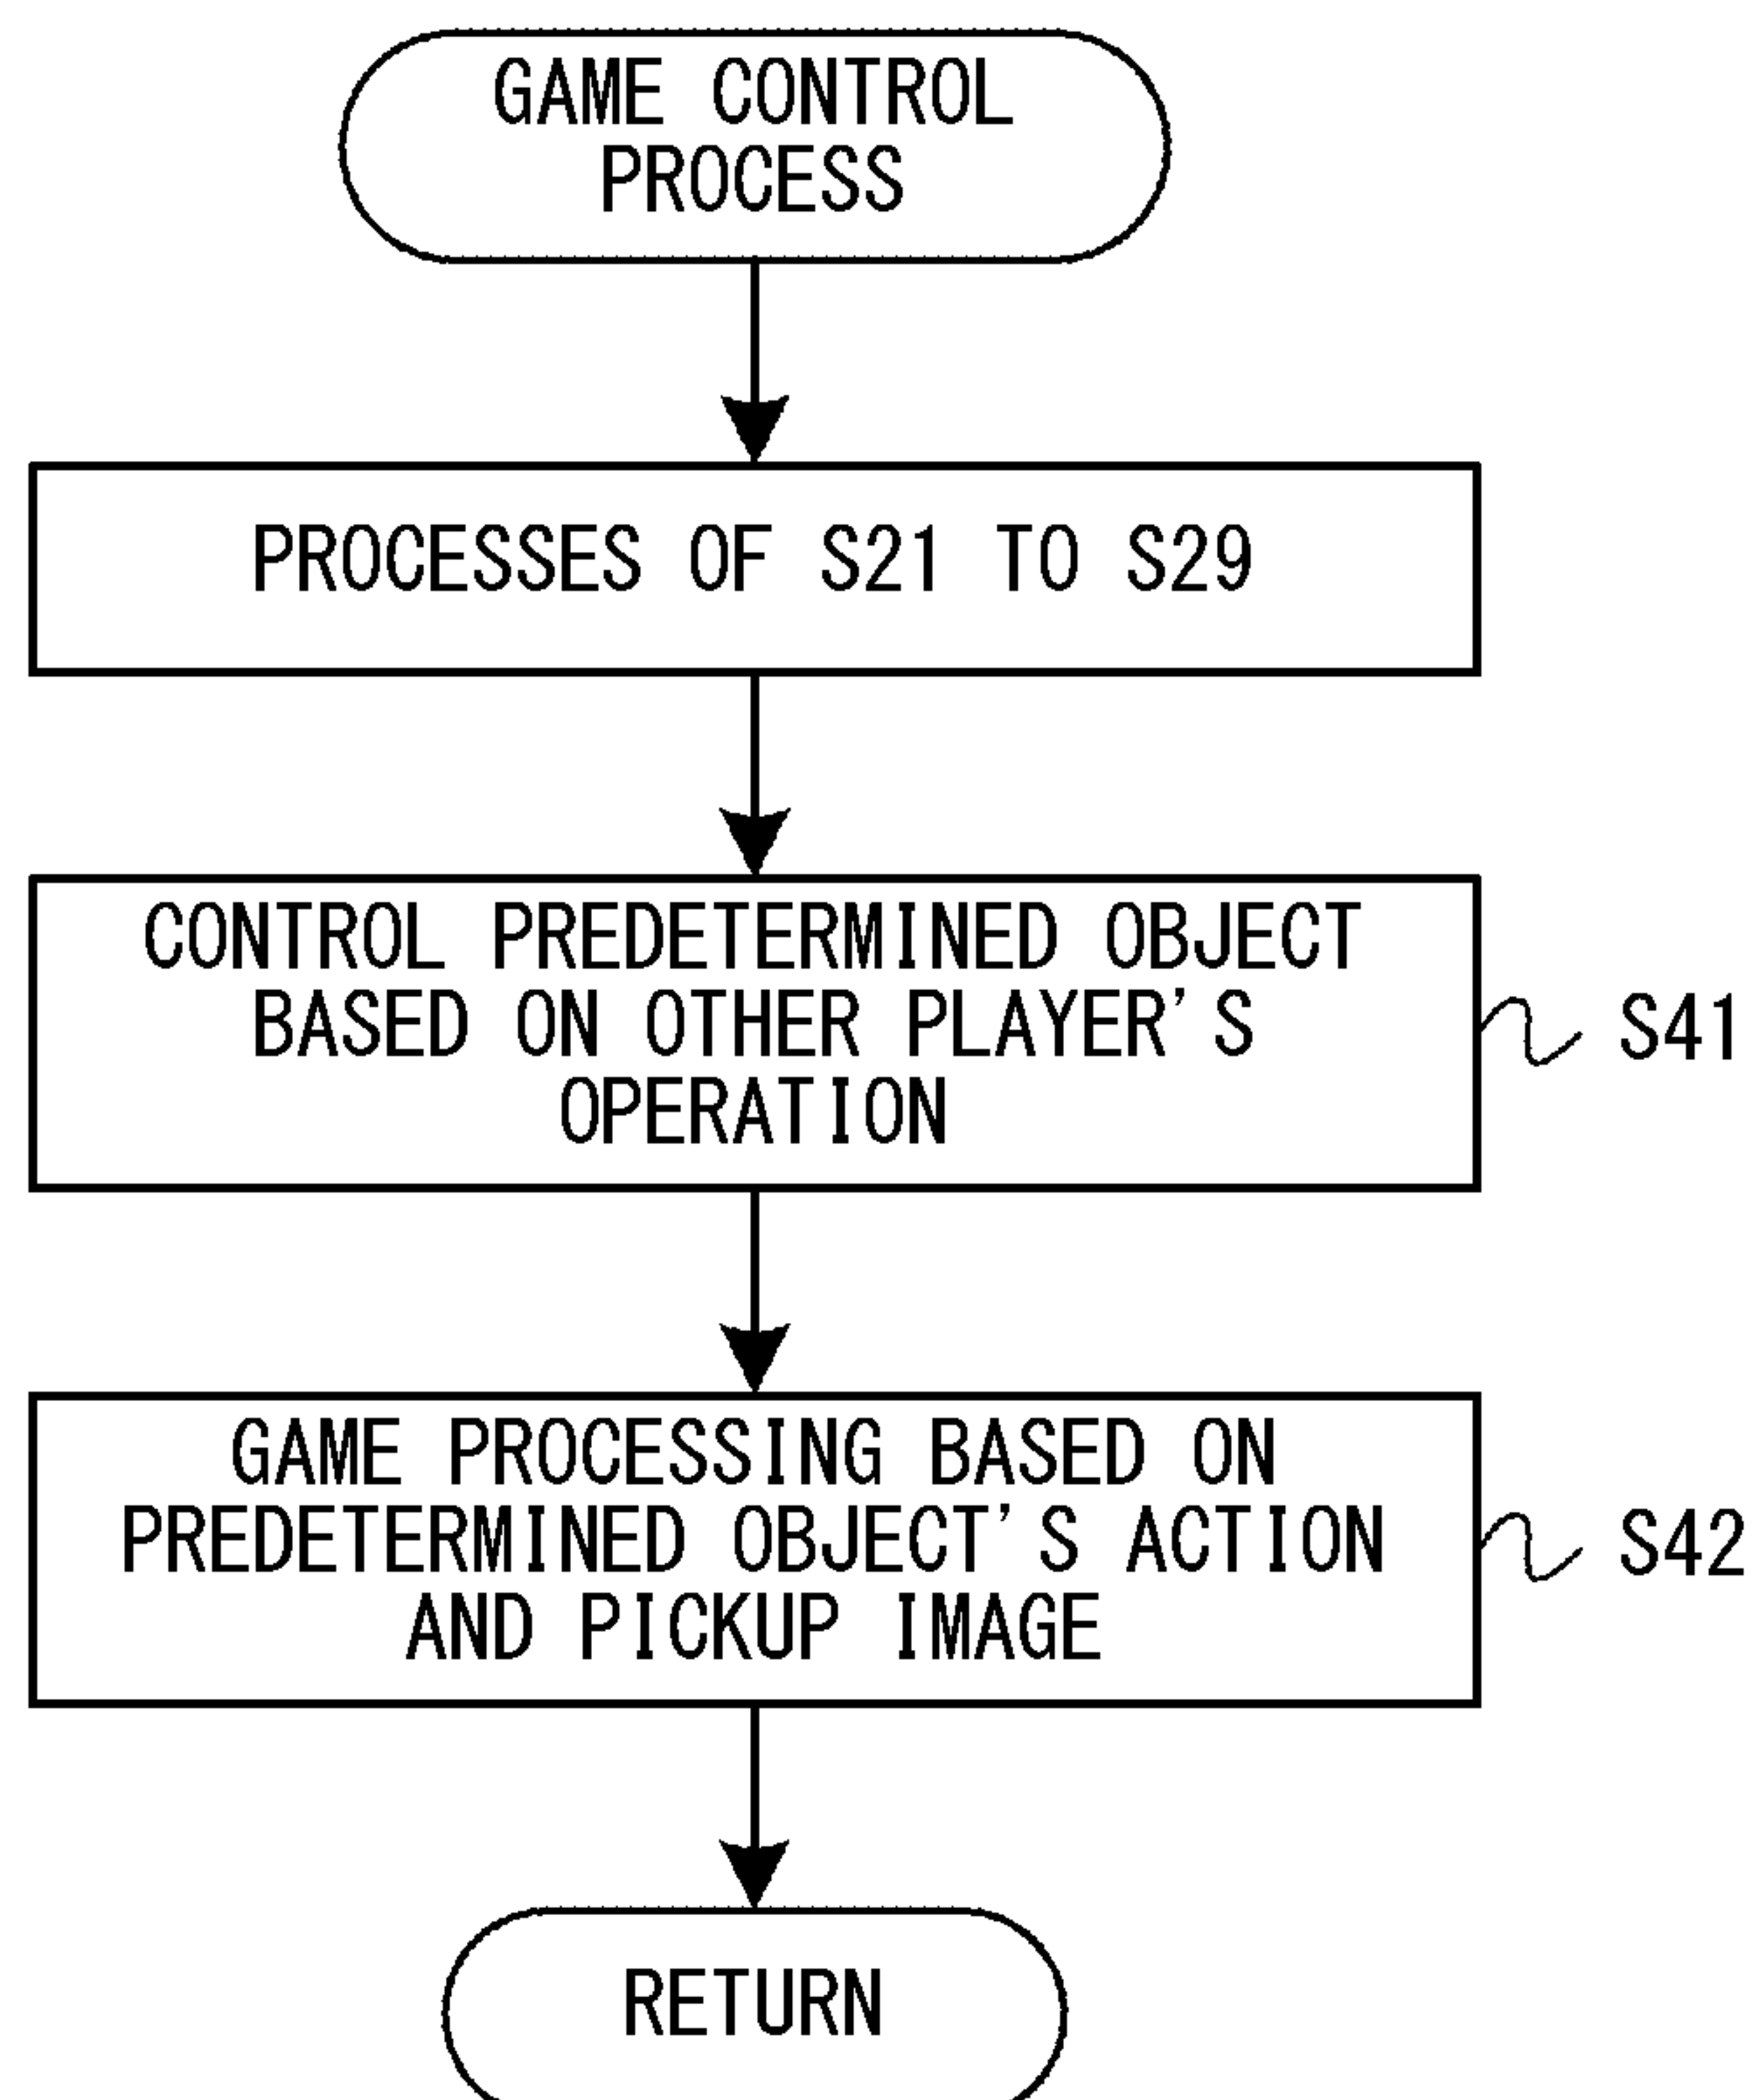 GAME CONTROL
PROCESS
PROCESSES OF S21 TO S29
CONTROL PREDETERMINED OBJECT
BASED ON OTHER PLAYER'S
OPERATION
S41
GAME PROCESSING BASED ON
PREDETERMINED OBJECT'S ACTION
AND PICKUP IMAGE
S42
RETURN